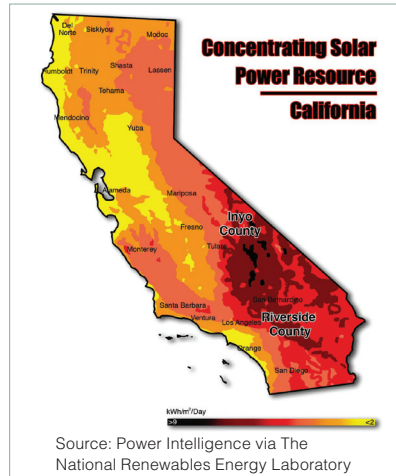 Concentrating Solar
Power Resource
California
Del
Norte
Siskiyou
Modoc
Humboldt
Trinity
Shasta
Lassen
Tehama
Mendocino
Yuba
Alameda
Mariposa
Inyo
County
Fresno
Tulare
Monterey
San Bernardino
Santa Barbara
Ventura
Los Angeles
Riverside
County
Orange
San Diego
kWh/m²/Day
>9 <2
Source: Power Intelligence via The
National Renewables Energy Laboratory